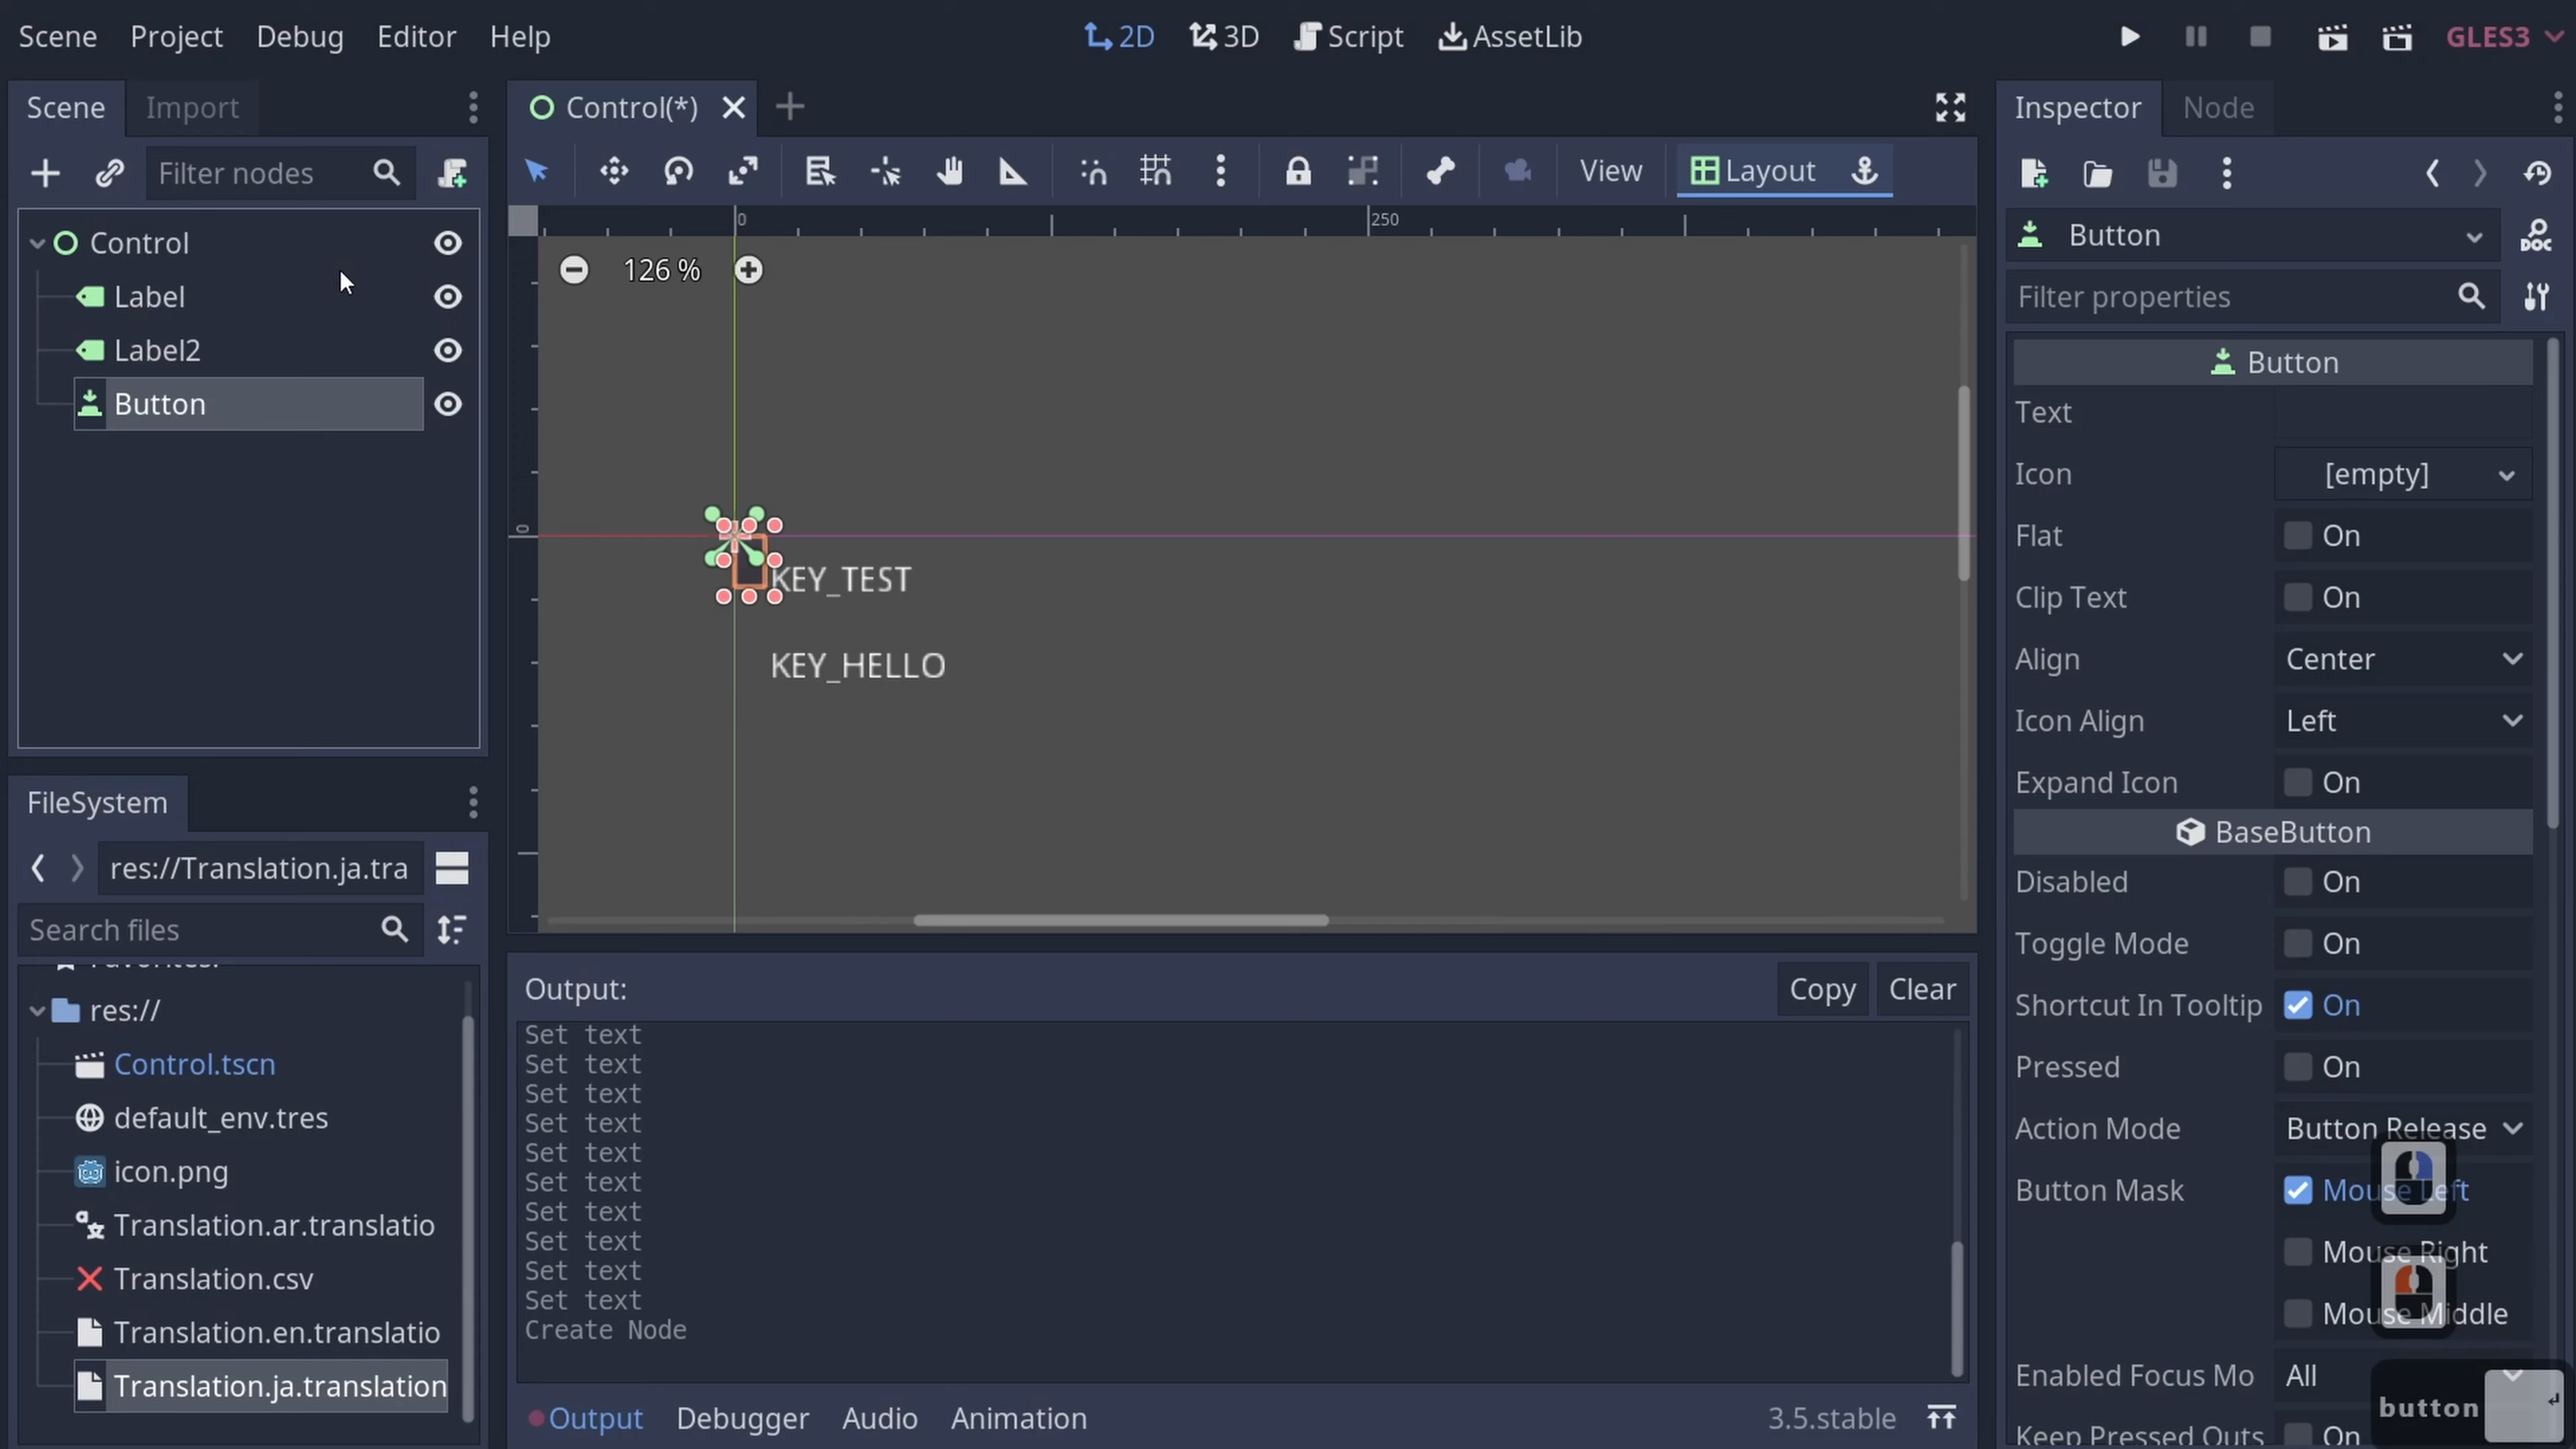 Scene Project Debug Editor Help 2D 3D Script AssetLib GLES3
Scene Import
Filter nodes
Control
Label
Label2
Button
FileSystem
res://Translation.ja.tra
Search files
Favorites:
res://
Control.tscn
default_env.tres
icon.png
Translation.ar.translatio
Translation.csv
Translation.en.translatio
Translation.ja.translation
Control(*)
View Layout
0 250
126 %
0
KEY_TEST
KEY_HELLO
Output: Copy Clear
Set text
Set text
Set text
Set text
Set text
Set text
Set text
Set text
Set text
Set text
Create Node
Output Debugger Audio Animation 3.5.stable
Inspector Node
Button
DOC
Filter properties
Button
Text
Icon [empty]
Flat On
Clip Text On
Align Center
Icon Align Left
Expand Icon On
BaseButton
Disabled On
Toggle Mode On
Shortcut In Tooltip On
Pressed On
Action Mode Button Release
Button Mask Mouse Left
Mouse Right
Mouse Middle
Enabled Focus Mo All
button
Keep Pressed Outs On